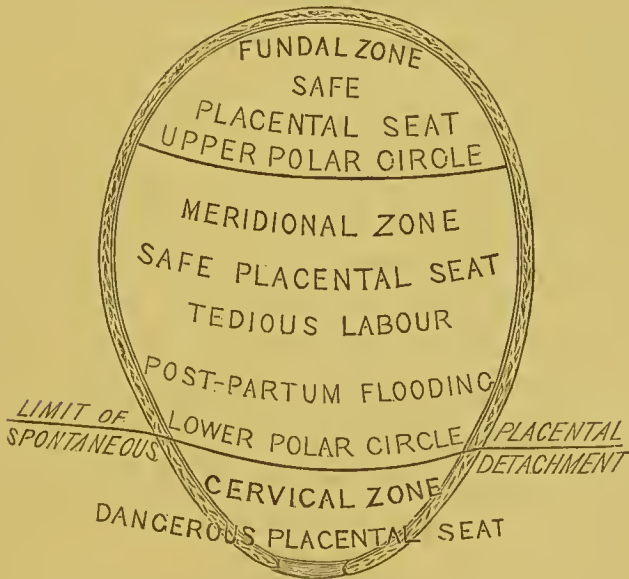 FUNDAL ZONE
SAFE
PLACENTAL SEAT
UPPER POLAR CIRCLE
MERIDIONAL ZONE
SAFE PLACENTAL SEAT
TEDIOUS LABOUR
POST-PARTUM FLOODING
LIMIT OF
SPONTANEOUS
LOWER POLAR CIRCLE
PLACENTAL
DETACHMENT
CERVICAL ZONE
DANGEROUS PLACENTAL SEAT